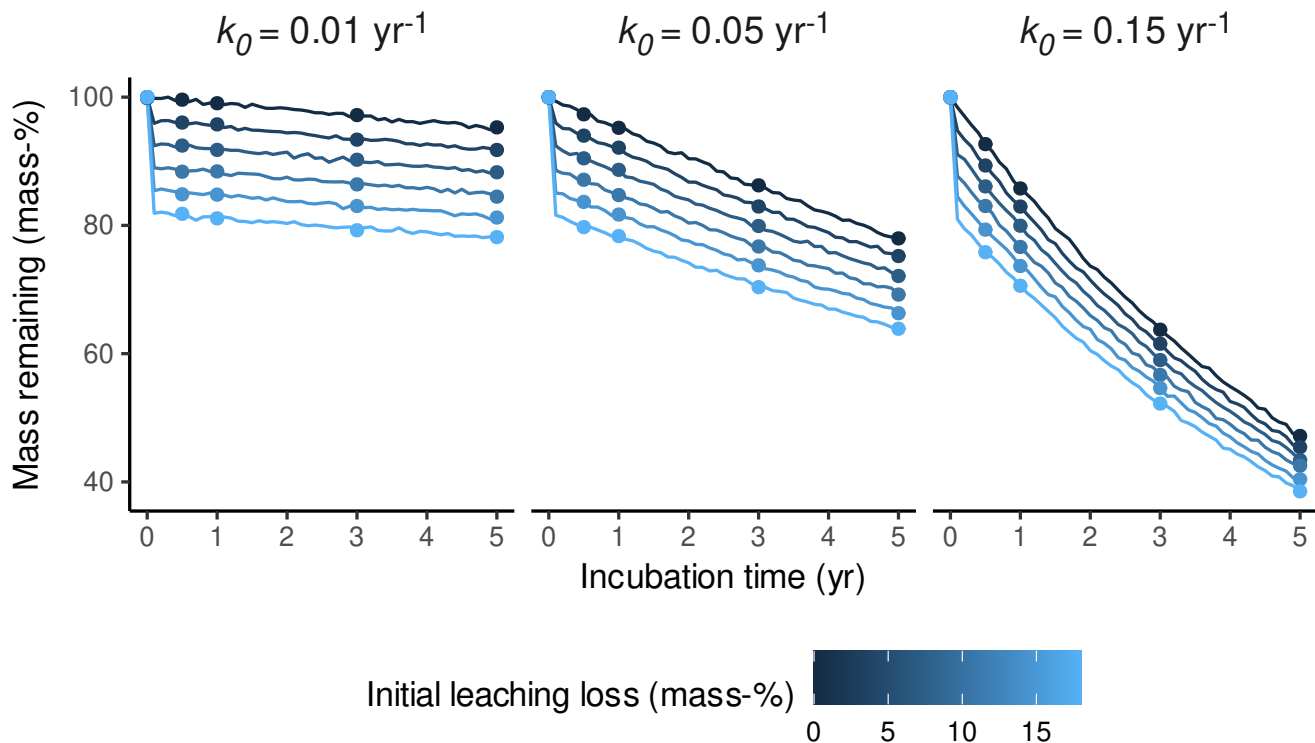 k₀ = 0.01 yr⁻¹
k₀ = 0.05 yr⁻¹
k₀ = 0.15 yr⁻¹
Mass remaining (mass-%)
100
80
60
40
0 1 2 3 4 5
0 1 2 3 4 5
0 1 2 3 4 5
Incubation time (yr)
Initial leaching loss (mass-%)
0 5 10 15